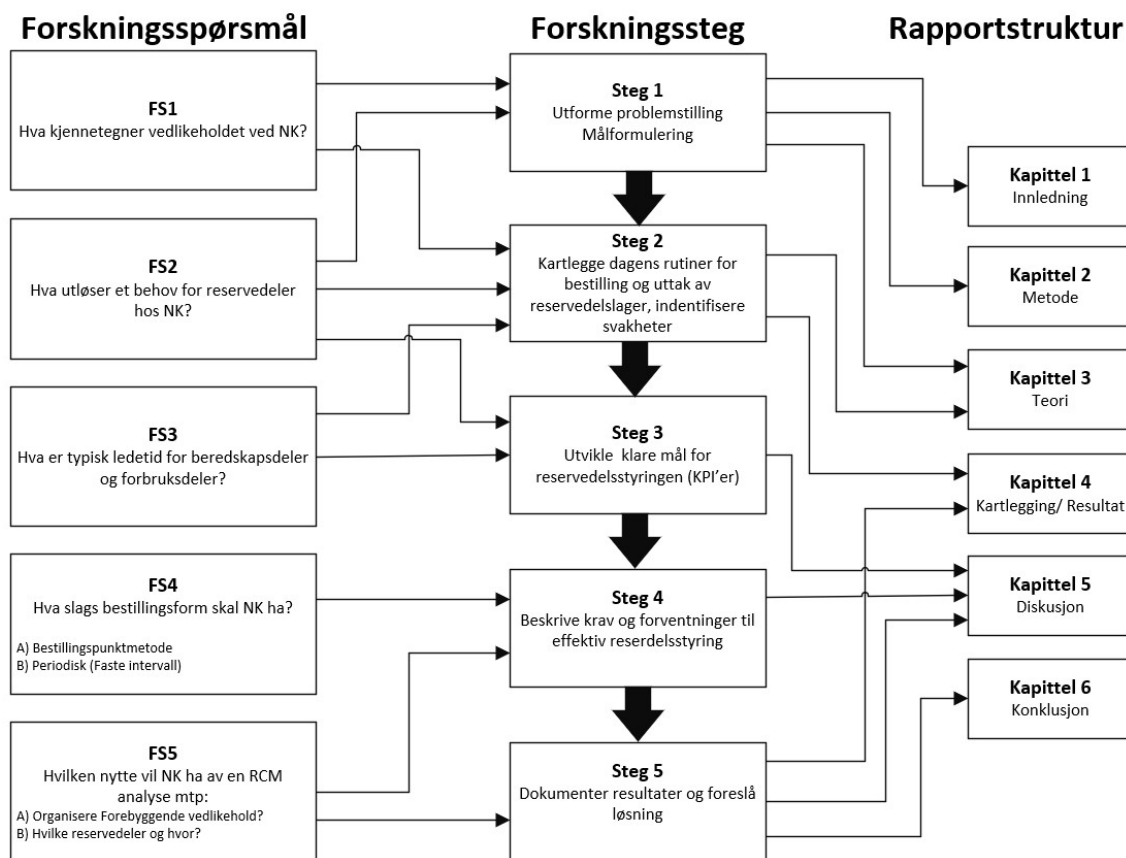 Forskningsspørsmål
FS1
Hva kjennetegner vedlikeholdet ved NK?
FS2
Hva utløser et behov for reservedeler
hos NK?
FS3
Hva er typisk ledetid for beredskapsdeler
og forbruksdeler?
FS4
Hva slags bestillingsform skal NK ha?
A) Bestillingspunktmetode
B) Periodisk (Faste intervall)
FS5
Hvilken nytte vil NK ha av en RCM
analyse mtp:
A) Organisere Forebyggende vedlikehold?
B) Hvilke reservedeler og hvor?
Forskningssteg
Steg 1
Utforme problemstilling
Målformulering
Steg 2
Kartlegge dagens rutiner for
bestilling og uttak av
reservedelslager, indentifisere
svakheter
Steg 3
Utvikle klare mål for
reservedelsstyringen (KPI'er)
Steg 4
Beskrive krav og forventninger til
effektiv reserdelsstyring
Steg 5
Dokumenter resultater og foreslå
løsning
Rapportstruktur
Kapittel 1
Innledning
Kapittel 2
Metode
Kapittel 3
Teori
Kapittel 4
Kartlegging/ Resultat
Kapittel 5
Diskusjon
Kapittel 6
Konklusjon